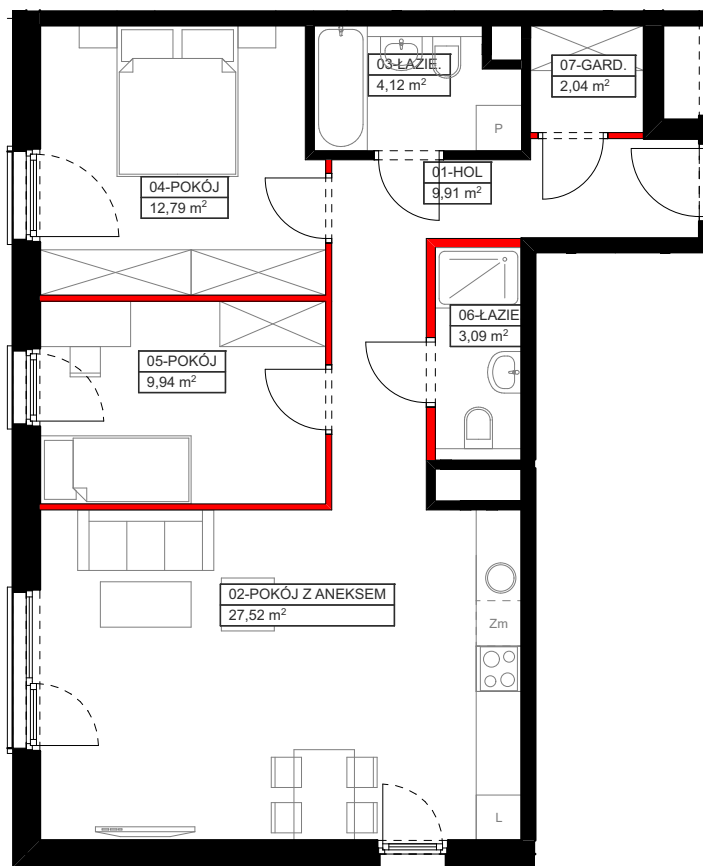 03-ŁAZIE.
4,12 m²
07-GARD.
2,04 m²
P
01-HOL
9,91 m²
04-POKÓJ
12,79 m²
06-ŁAZIE
3,09 m²
05-POKÓJ
9,94 m²
02-POKÓJ Z ANEKSEM
27,52 m²
Zm
L